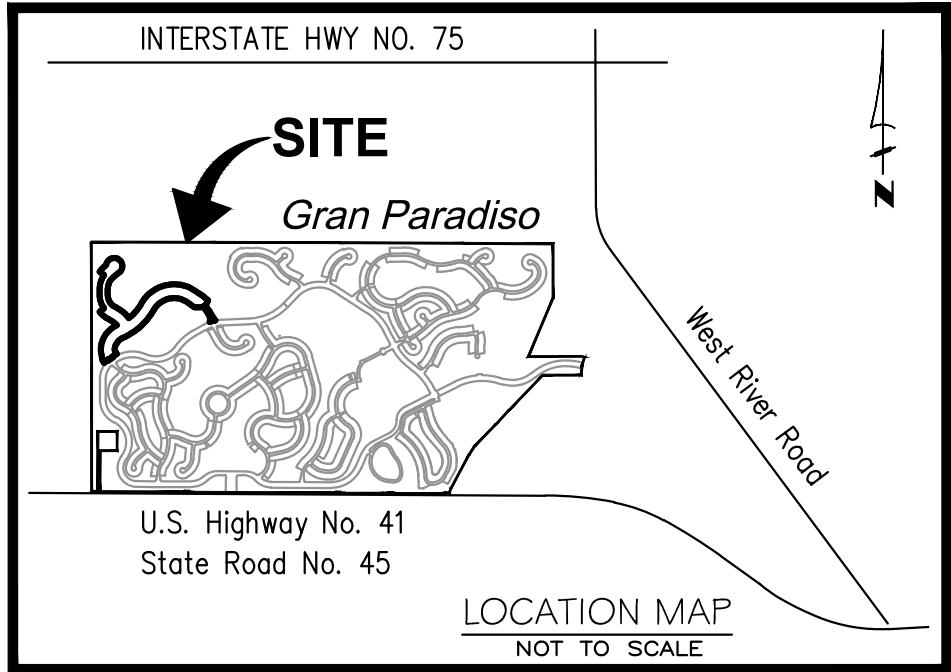 INTERSTATE HWY NO. 75
SITE
Gran Paradiso
N
West River Road
U.S. Highway No. 41
State Road No. 45
LOCATION MAP
NOT TO SCALE